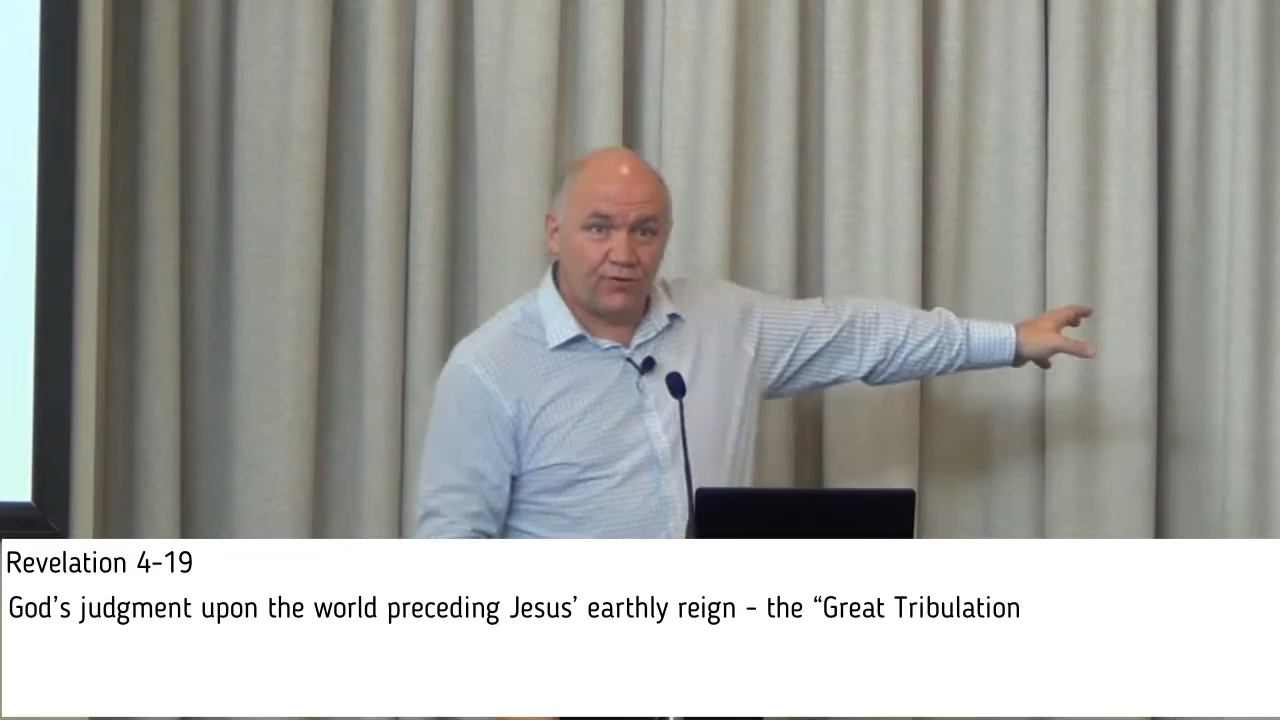 Revelation 4-19
God’s judgment upon the world preceding Jesus’ earthly reign - the “Great Tribulation